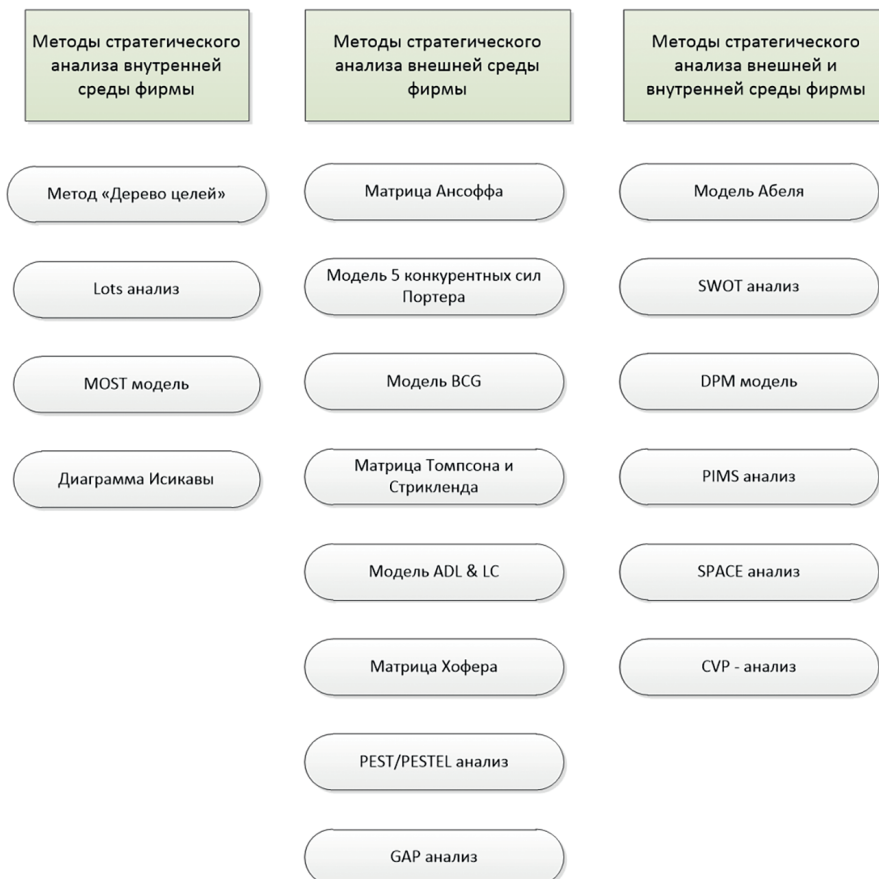 Методы стратегического
анализа внутренней
среды фирмы
Метод «Дерево целей»
Lots анализ
MOST модель
Диаграмма Исикавы
Методы стратегического
анализа внешней среды
фирмы
Матрица Ансоффа
Модель 5 конкурентных сил
Портера
Модель BCG
Матрица Томпсона и
Стрикленда
Модель ADL & LC
Матрица Хофера
PEST/PESTEL анализ
GAP анализ
Методы стратегического
анализа внешней и
внутренней среды фирмы
Модель Абеля
SWOT анализ
DPM модель
PIMS анализ
SPACE анализ
CVP - анализ